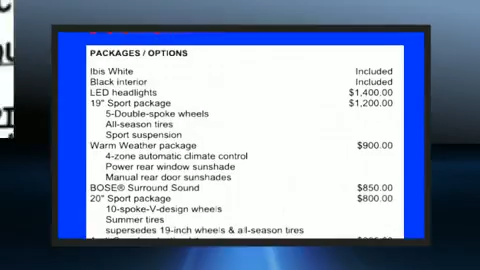 PACKAGES / OPTIONS
Ibis White Included
Black interior Included
LED headlights $1,400.00
19" Sport package $1,200.00
5-Double-spoke wheels
All-season tires
Sport suspension
Warm Weather package $900.00
4-zone automatic climate control
Power rear window sunshade
Manual rear door sunshades
BOSE® Surround Sound $850.00
20" Sport package $800.00
10-spoke-V-design wheels
Summer tires
supersedes 19-inch wheels & all-season tires